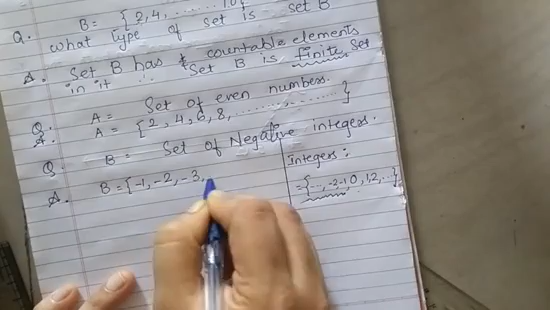 Q. B = {2,4, ........ 10}
what type of set is set B
A. Set B has countable elements
in it ∴ Set B is finite set
Q. A = Set of even numbers.
A. A = {2, 4, 6, 8, ..............}
Q. B = Set of Negative integers.
A. B = {-1, -2, -3,
Integers:
= {..., -2,-1,0,1,2,...}